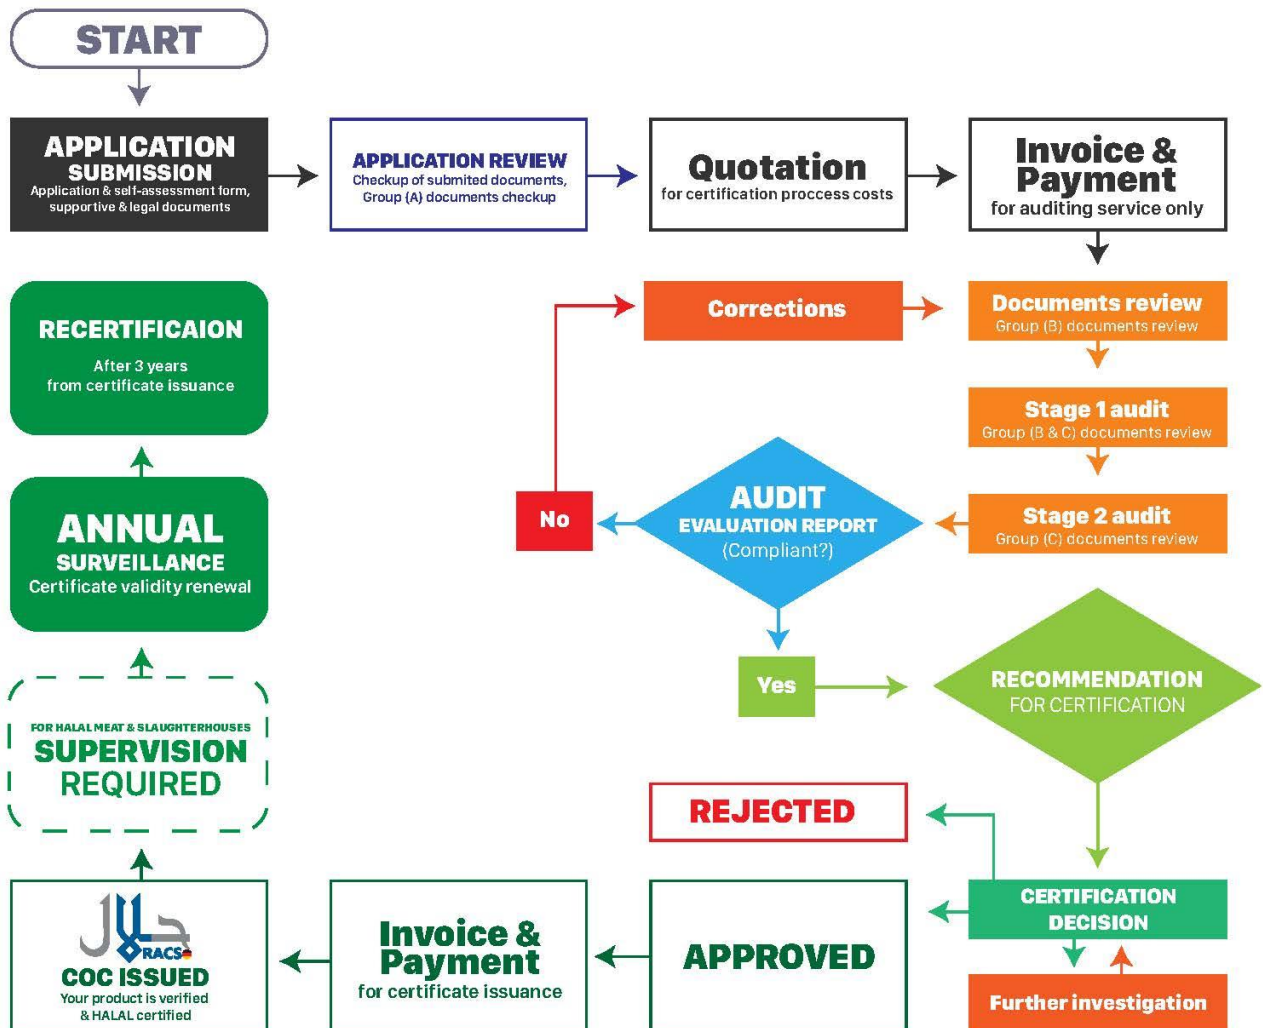 START
APPLICATION
SUBMISSION
Application & self-assessment form,
supportive & legal documents
APPLICATION REVIEW
Checkup of submited documents,
Group (A) documents checkup
Quotation
for certification proccess costs
Invoice &
Payment
for auditing service only
RECERTIFICAION
After 3 years
from certificate issuance
Corrections
Documents review
Group (B) documents review
Stage 1 audit
Group (B & C) documents review
ANNUAL
SURVEILLANCE
Certificate validity renewal
No
AUDIT
EVALUATION REPORT
(Compliant?)
Stage 2 audit
Group (C) documents review
Yes
RECOMMENDATION
FOR CERTIFICATION
FOR HALAL MEAT & SLAUGHTERHOUSES
SUPERVISION
REQUIRED
REJECTED
CERTIFICATION
DECISION
Further investigation
APPROVED
Invoice &
Payment
for certificate issuance
حلال
RACS
COC ISSUED
Your product is verified
& HALAL certified